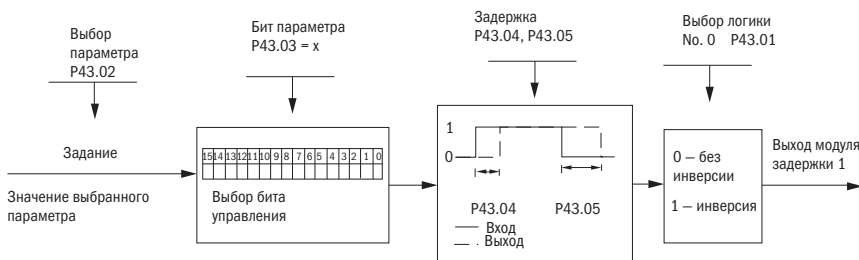 Выбор
параметра
P43.02
Бит параметра
P43.03 = x
Задержка
P43.04, P43.05
Выбор логики
No. 0 P43.01
Задание
Значение выбранного
параметра
15 14 13 12 11 10 9 8 7 6 5 4 3 2 1 0
Выбор бита
управления
1
0
P43.04 P43.05
Вход
Выход
0 – без
инверсии
1 – инверсия
Выход модуля
задержки 1